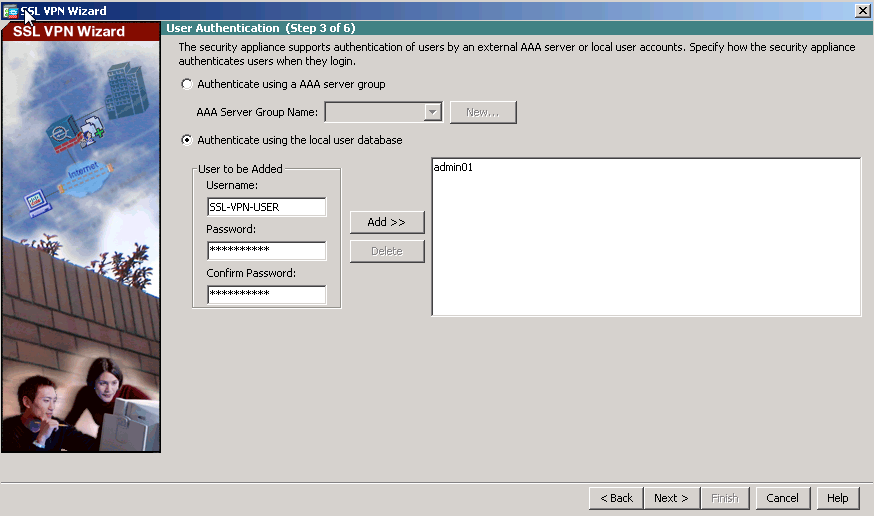 SSL VPN Wizard
SSL VPN Wizard
User Authentication (Step 3 of 6)
The security appliance supports authentication of users by an external AAA server or local user accounts. Specify how the security appliance
authenticates users when they login.
Authenticate using a AAA server group
AAA Server Group Name:
New...
Authenticate using the local user database
User to be Added
Username:
SSL-VPN-USER
Password:
**********
Confirm Password:
**********
Add >>
Delete
admin01
Internet
< Back Next > Finish Cancel Help